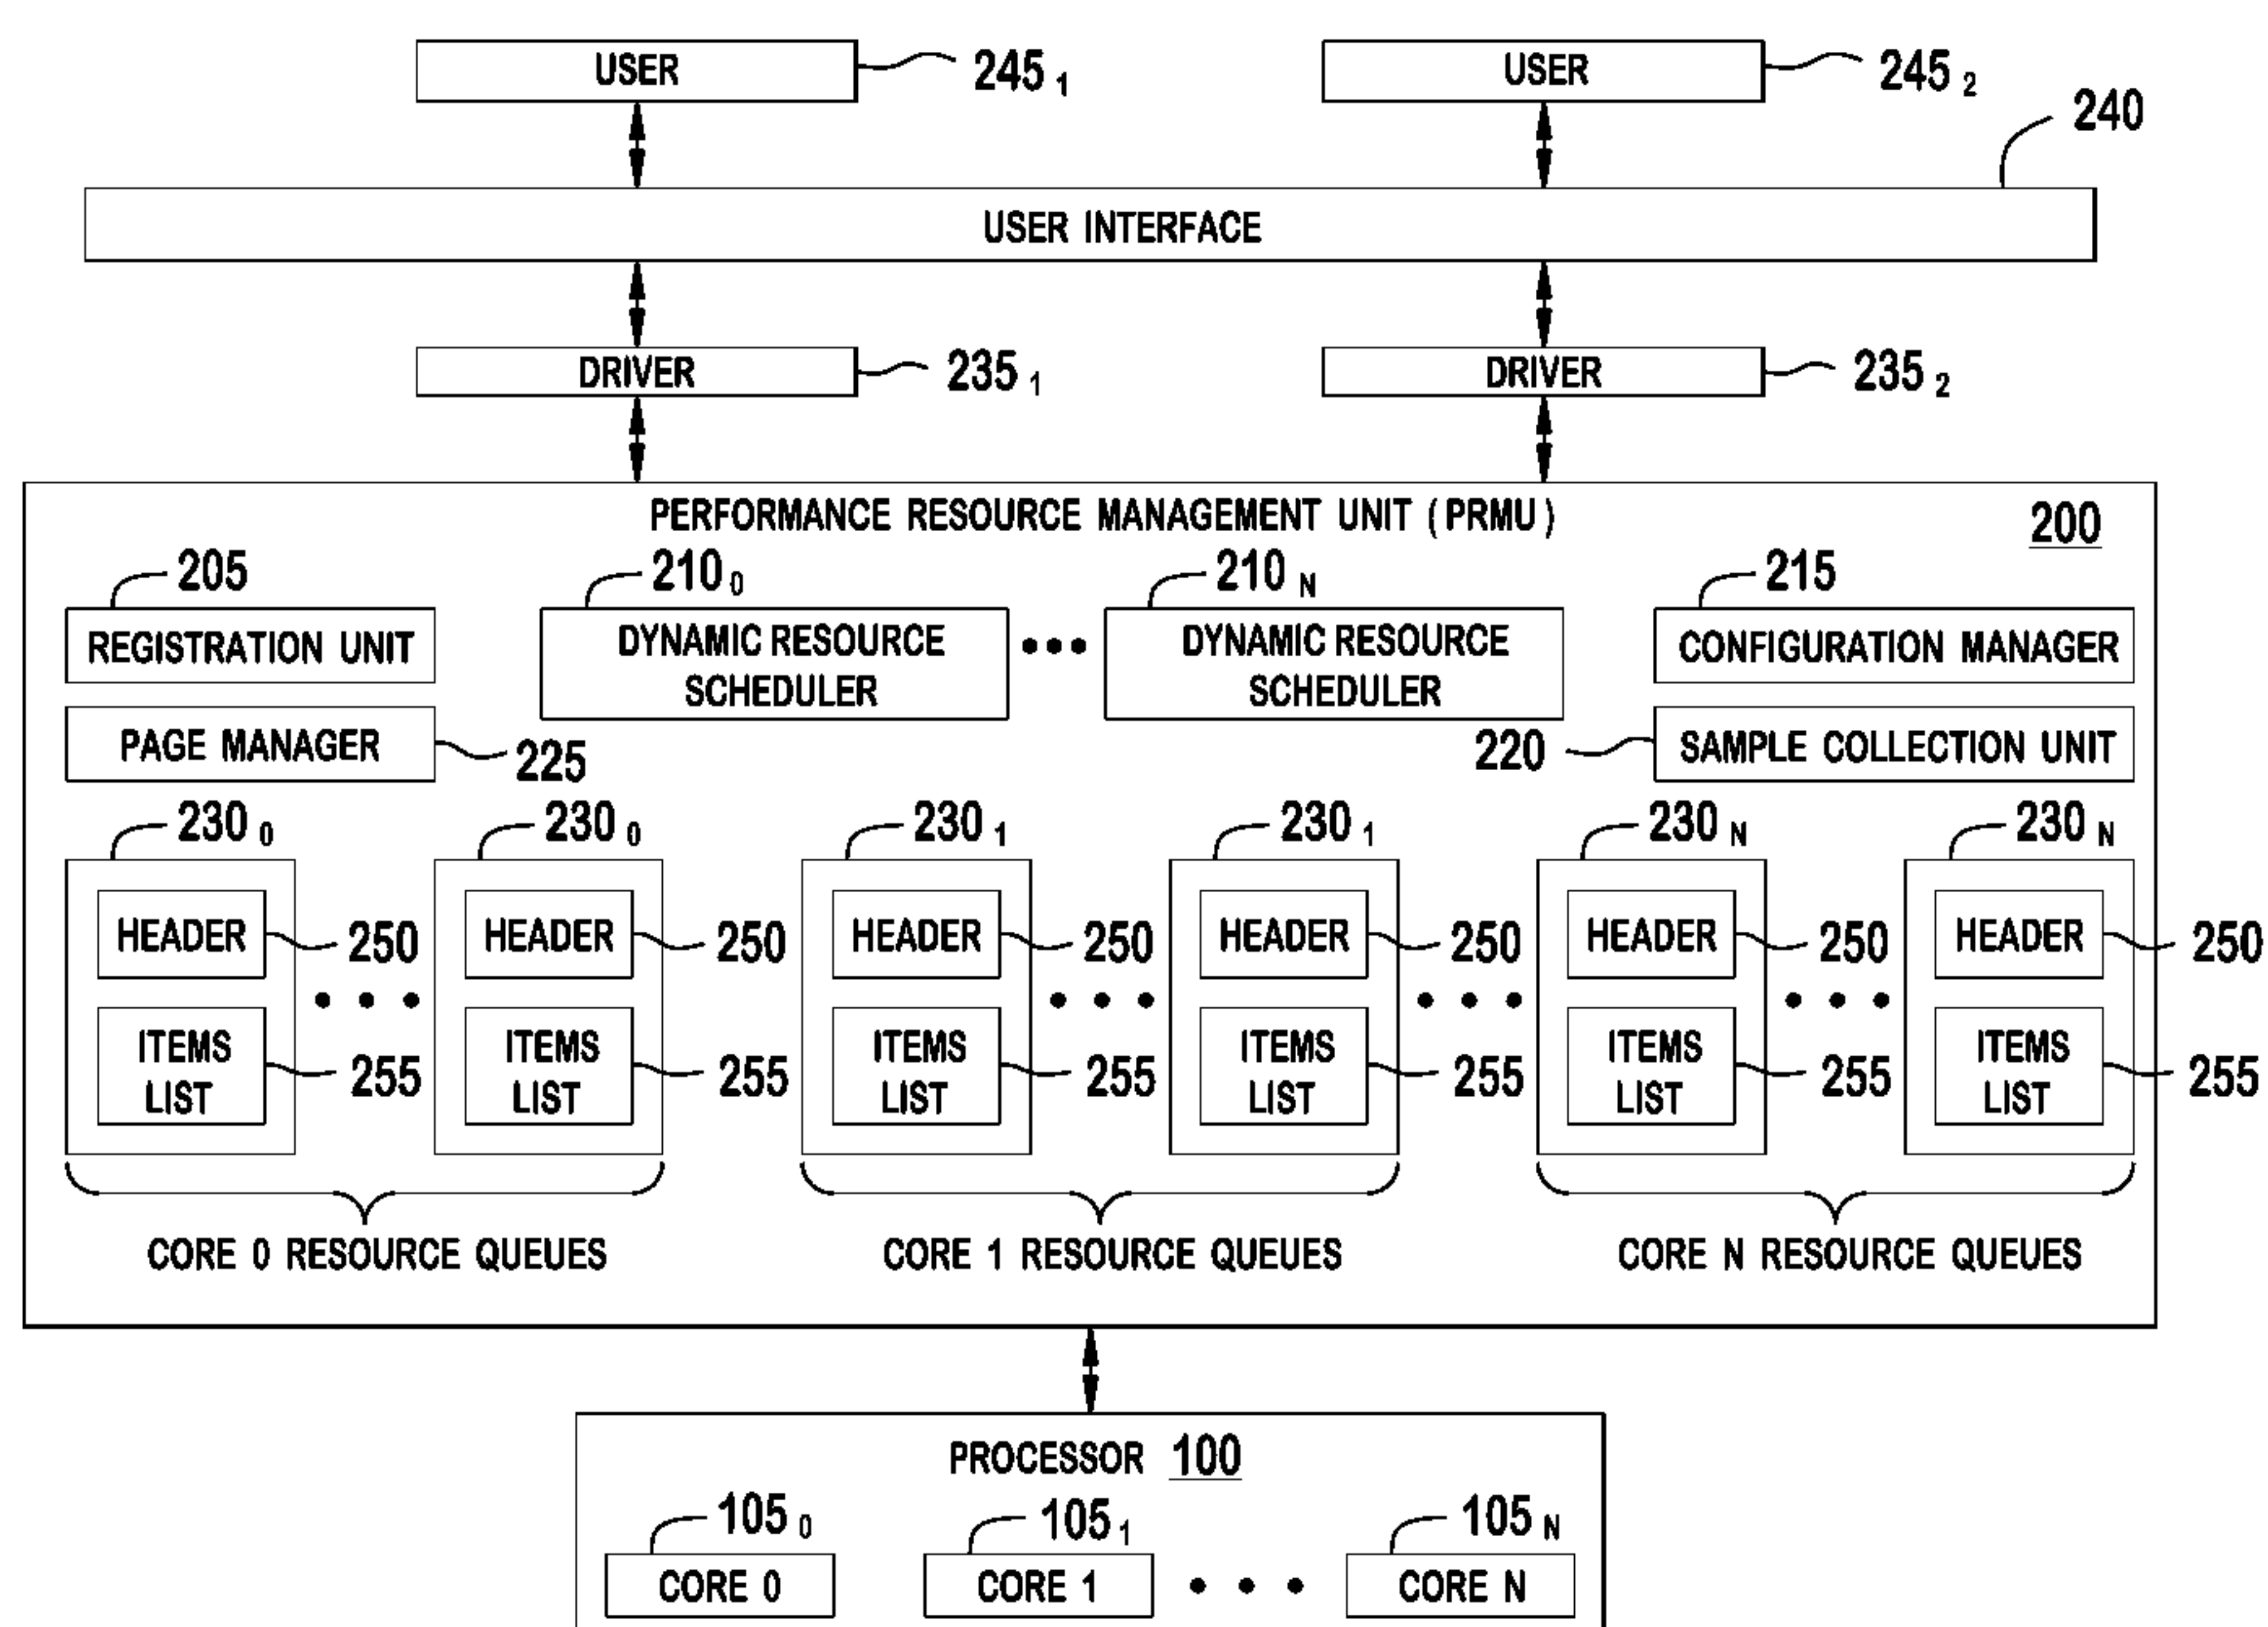 USER 245 1 USER 245 2
240
USER INTERFACE
DRIVER 235 1 DRIVER 235 2
PERFORMANCE RESOURCE MANAGEMENT UNIT (PRMU) 200
205 210 0 210 N 215
REGISTRATION UNIT
DYNAMIC RESOURCE
SCHEDULER
DYNAMIC RESOURCE
SCHEDULER
CONFIGURATION MANAGER
PAGE MANAGER 225
220 SAMPLE COLLECTION UNIT
230 0 230 0 230 1 230 1 230 N 230 N
HEADER 250 HEADER 250 HEADER 250 HEADER 250 HEADER 250 HEADER 250
ITEMS
LIST
255
ITEMS
LIST
255
ITEMS
LIST
255
ITEMS
LIST
255
ITEMS
LIST
255
ITEMS
LIST
255
CORE 0 RESOURCE QUEUES CORE 1 RESOURCE QUEUES CORE N RESOURCE QUEUES
PROCESSOR 100
105 0 105 1 105 N
CORE 0 CORE 1 CORE N